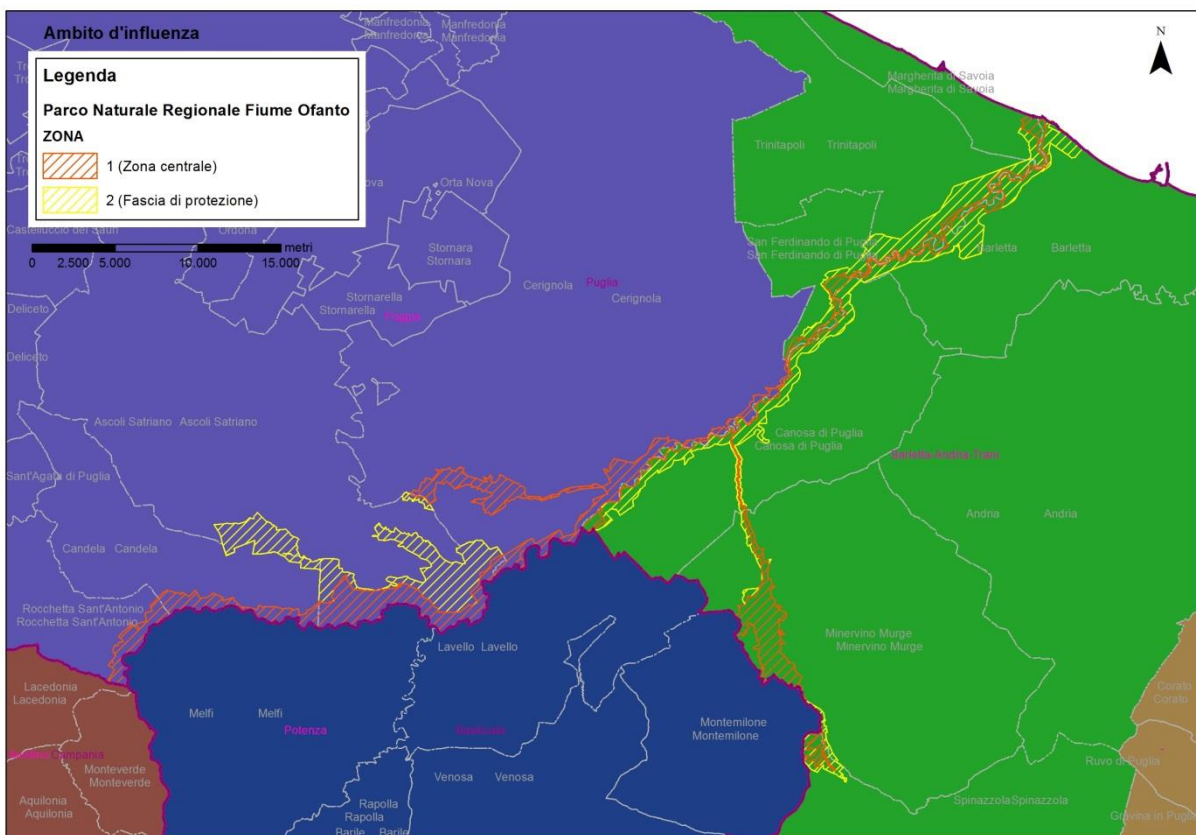 Ambito d'influenza
Legenda
Parco Naturale Regionale Fiume Ofanto
ZONA
1 (Zona centrale)
2 (Fascia di protezione)
metri
0 2.500 5.000 10.000 15.000
N
Manfredonia
Manfredonia
Manfredonia
Manfredonia
Margherita di Savoia
Margherita di Savoia
Trinitapoli Trinitapoli
Orta Nova
Castelluccio dei Sauri
Ordona
Stornara
Stornara
San Ferdinando di Puglia
San Ferdinando di Puglia
Barletta Barletta
Cerignola Puglia
Cerignola
Stornarella
Stornarella
Foggia
Deliceto
Deliceto
Ascoli Satriano Ascoli Satriano
Canosa di Puglia
Canosa di Puglia
Barletta-Andria-Trani
Sant'Agata di Puglia
Andria Andria
Candela Candela
Rocchetta Sant'Antonio
Rocchetta Sant'Antonio
Minervino Murge
Minervino Murge
Lavello Lavello
Lacedonia
Lacedonia
Corato
Corato
Melfi Melfi
Potenza
Basilicata
Montemilone
Montemilone
Campania
Monteverde
Monteverde
Ruvo di Puglia
Venosa Venosa
Aquilonia
Aquilonia
Rapolla
Rapolla
Spinazzola Spinazzola
Barile Barile
Gravina in Puglia